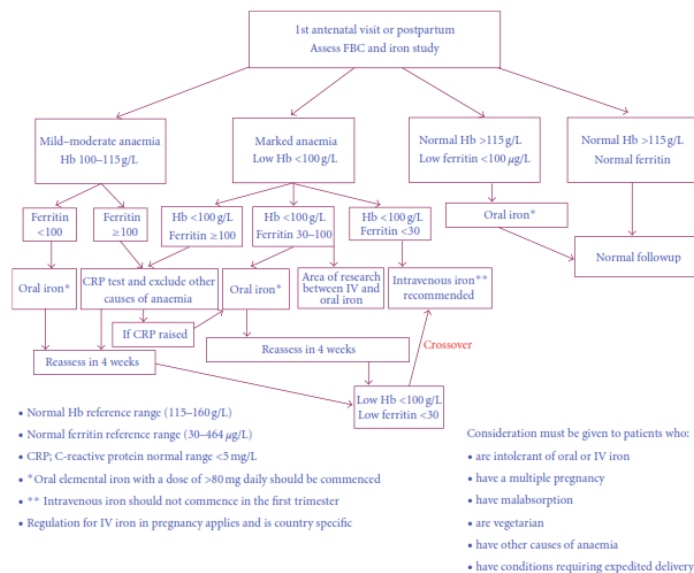 1st antenatal visit or postpartum
Assess FBC and iron study
Mild–moderate anaemia
Hb 100–115 g/L
Marked anaemia
Low Hb <100 g/L
Normal Hb >115 g/L
Low ferritin <100 μg/L
Normal Hb >115 g/L
Normal ferritin
Ferritin
<100
Ferritin
≥100
Hb <100 g/L
Ferritin ≥100
Hb <100 g/L
Ferritin 30–100
Hb <100 g/L
Ferritin <30
Oral iron*
Normal followup
Oral iron*
CRP test and exclude other
causes of anaemia
Oral iron*
Area of research
between IV and
oral iron
Intravenous iron**
recommended
If CRP raised
Reassess in 4 weeks
Reassess in 4 weeks
Crossover
Low Hb <100 g/L
Low ferritin <30
• Normal Hb reference range (115–160 g/L)
• Normal ferritin reference range (30–464 μg/L)
• CRP; C-reactive protein normal range <5 mg/L
• *Oral elemental iron with a dose of >80 mg daily should be commenced
• ** Intravenous iron should not commence in the first trimester
• Regulation for IV iron in pregnancy applies and is country specific
Consideration must be given to patients who:
• are intolerant of oral or IV iron
• have a multiple pregnancy
• have malabsorption
• are vegetarian
• have other causes of anaemia
• have conditions requiring expedited delivery